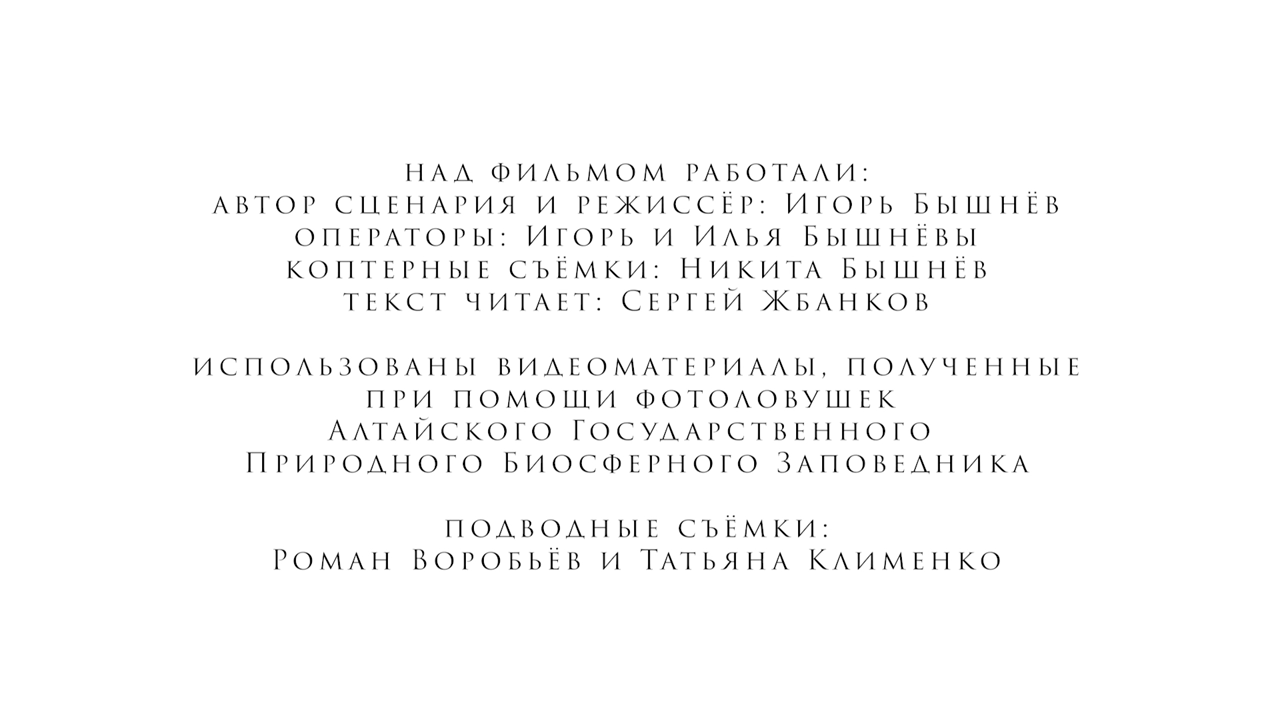 НАД ФИЛЬМОМ РАБОТАЛИ:
АВТОР СЦЕНАРИЯ И РЕЖИССЁР: ИГОРЬ БЫШНЁВ
ОПЕРАТОРЫ: ИГОРЬ И ИЛЬЯ БЫШНЁВЫ
КОПТЕРНЫЕ СЪЁМКИ: НИКИТА БЫШНЁВ
ТЕКСТ ЧИТАЕТ: СЕРГЕЙ ЖБАНКОВ
ИСПОЛЬЗОВАНЫ ВИДЕОМАТЕРИАЛЫ, ПОЛУЧЕННЫЕ
ПРИ ПОМОЩИ ФОТОЛОВУШЕК
АЛТАЙСКОГО ГОСУДАРСТВЕННОГО
ПРИРОДНОГО БИОСФЕРНОГО ЗАПОВЕДНИКА
ПОДВОДНЫЕ СЪЁМКИ:
РОМАН ВОРОБЬЁВ И ТАТЬЯНА КЛИМЕНКО